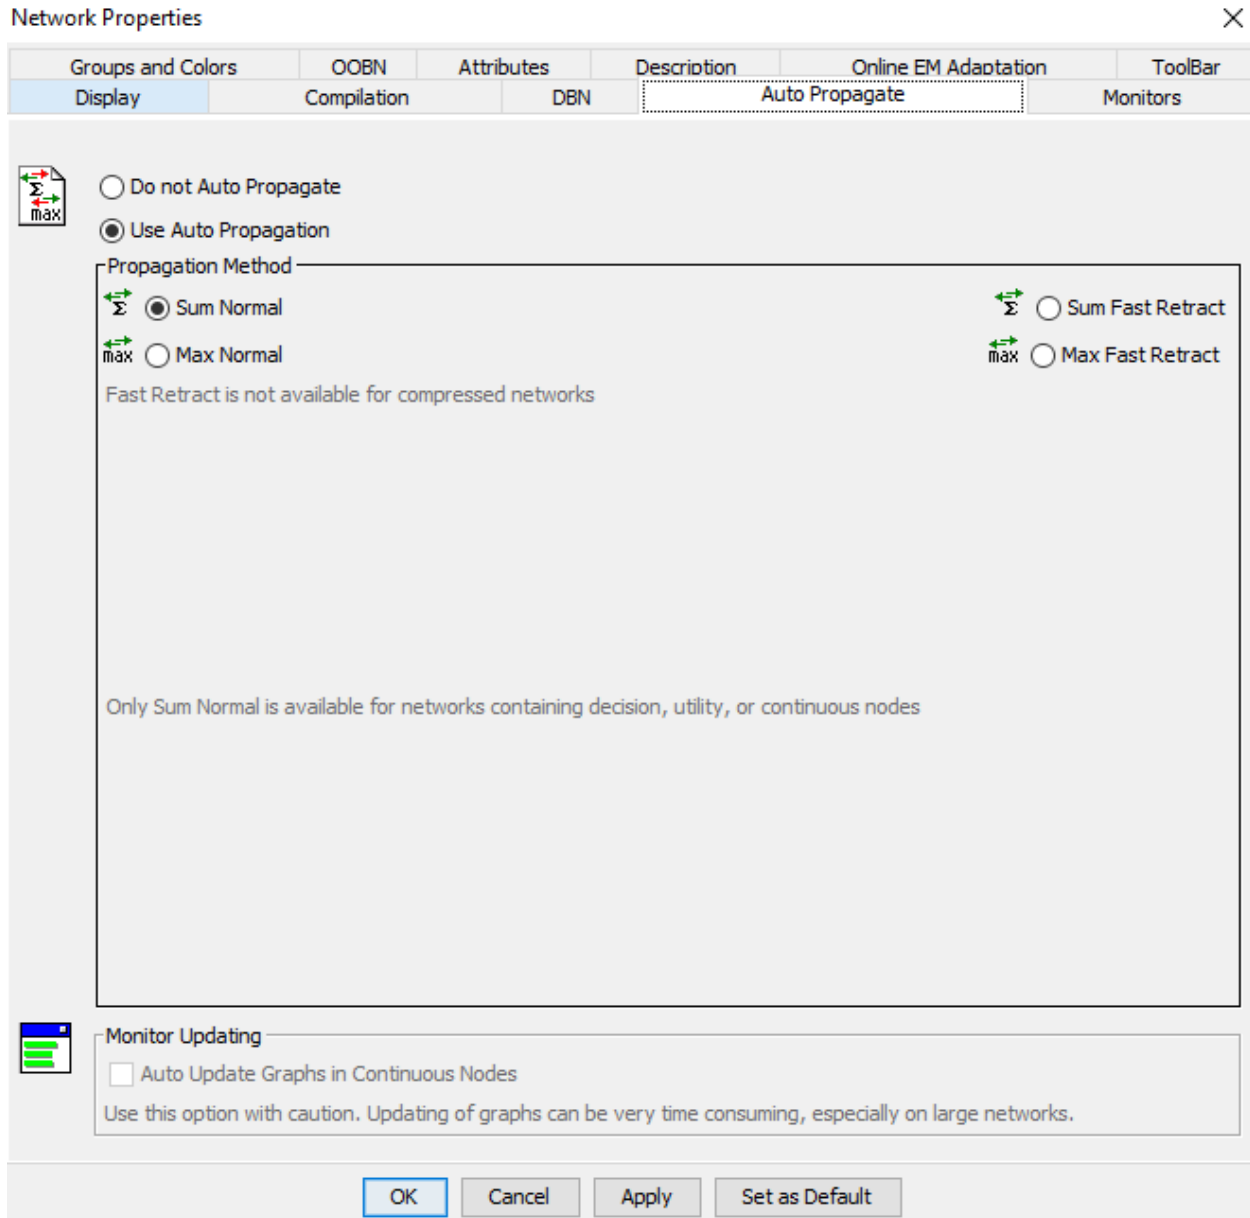 Network Properties
Groups and Colors OOBN Attributes Description Online EM Adaptation ToolBar
Display Compilation DBN Auto Propagate Monitors
Σ
max
Do not Auto Propagate
Use Auto Propagation
Propagation Method
Σ Sum Normal Σ Sum Fast Retract
max Max Normal max Max Fast Retract
Fast Retract is not available for compressed networks
Only Sum Normal is available for networks containing decision, utility, or continuous nodes
Monitor Updating
Auto Update Graphs in Continuous Nodes
Use this option with caution. Updating of graphs can be very time consuming, especially on large networks.
OK Cancel Apply Set as Default